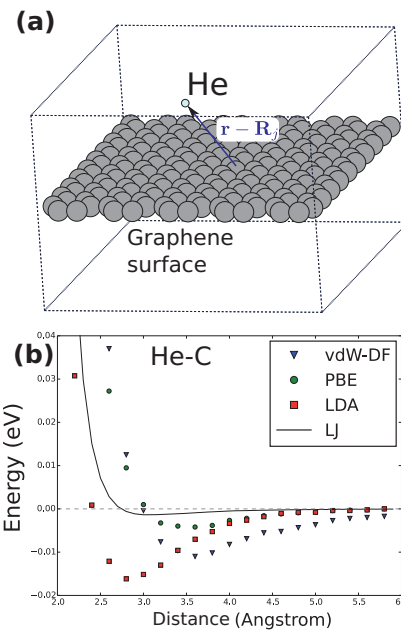 (a)
He
r − R_j
Graphene
surface
(b)
He-C
vdW-DF
PBE
LDA
LJ
Energy (eV)
0.04
0.03
0.02
0.01
0.00
−0.01
−0.02
2.0 2.5 3.0 3.5 4.0 4.5 5.0 5.5 6.0
Distance (Angstrom)